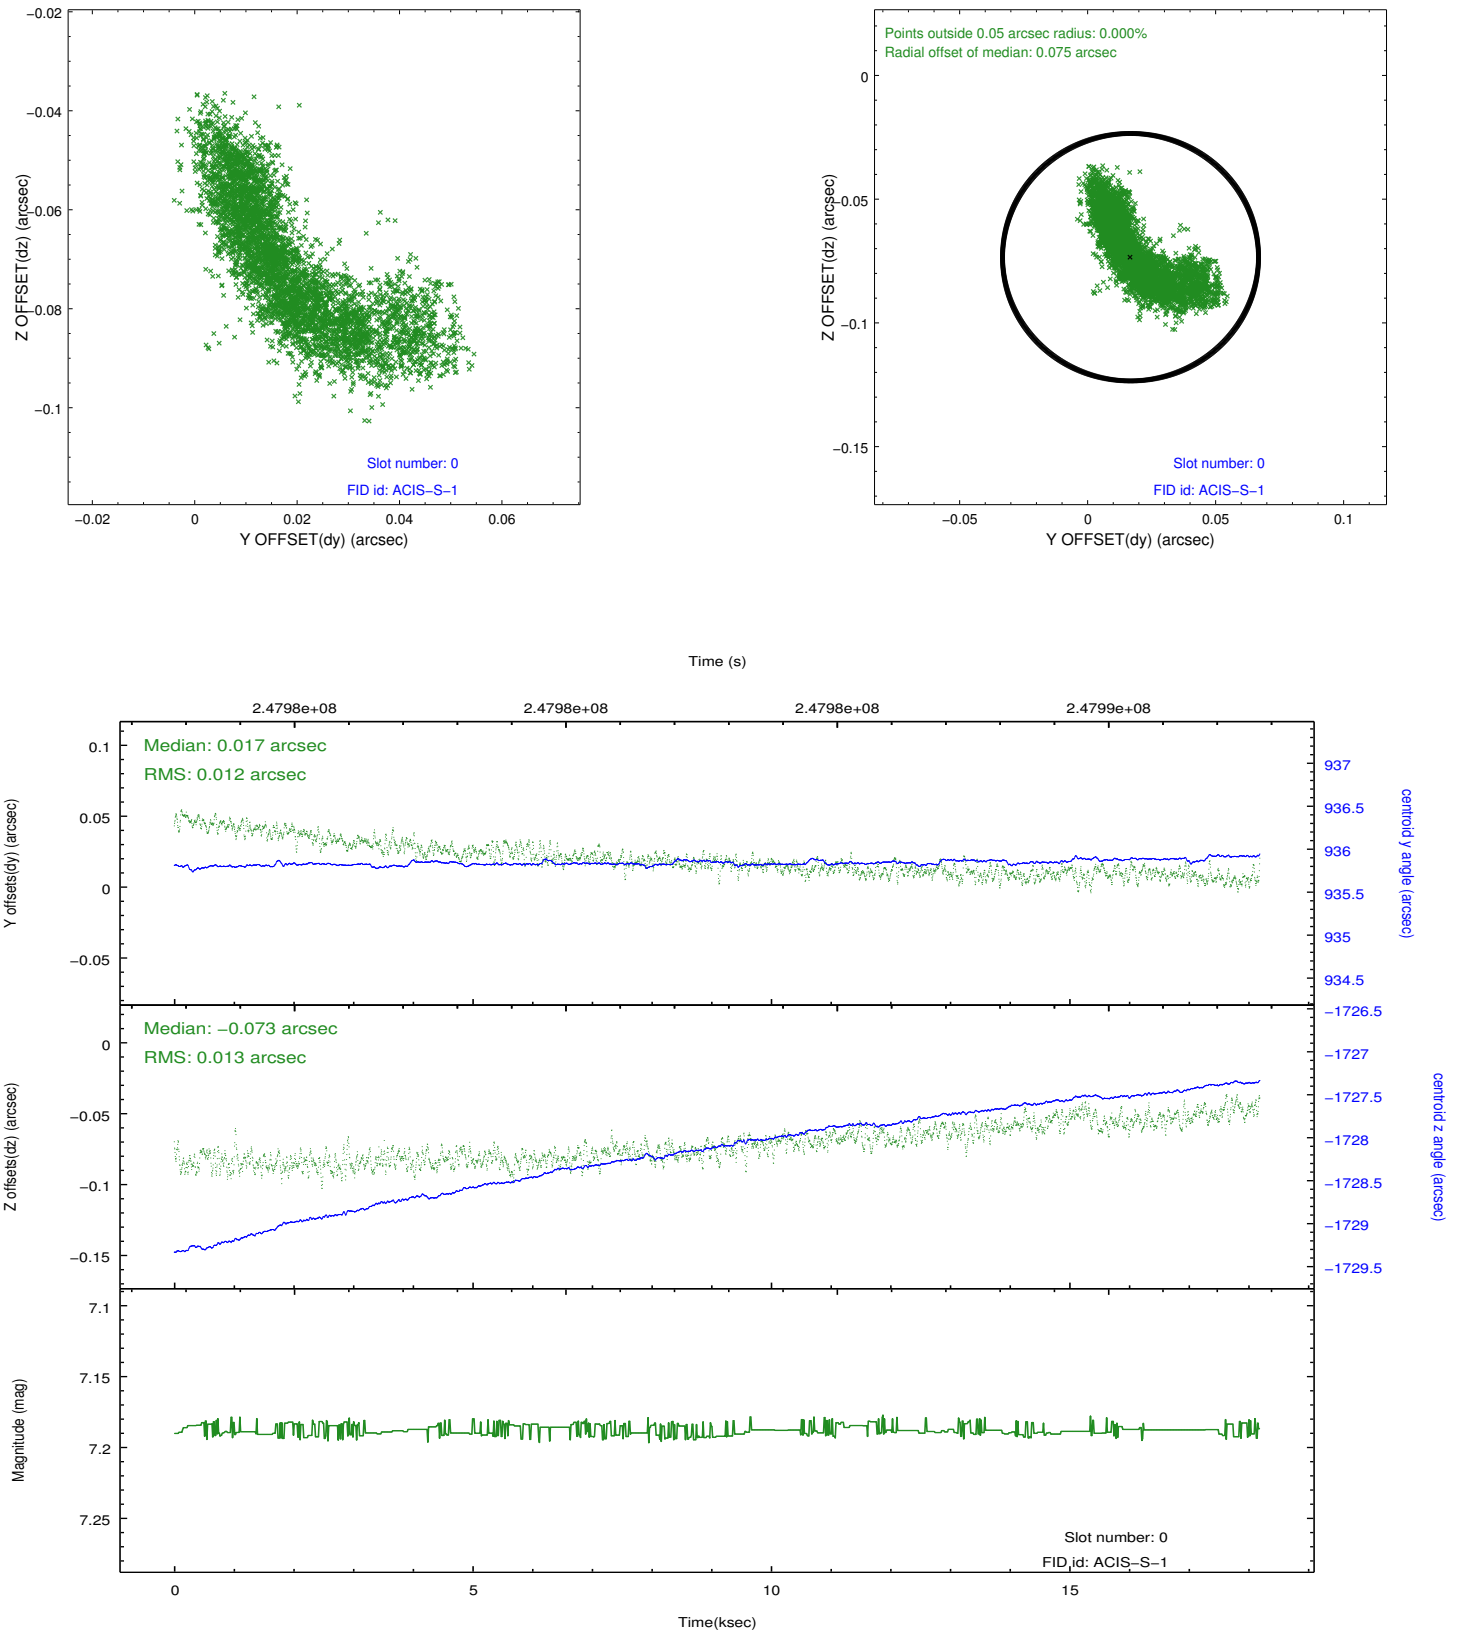 −0.02
−0.04
−0.06
−0.08
−0.1
Z OFFSET(dz) (arcsec)
Slot number: 0
FID id: ACIS−S−1
−0.02 0 0.02 0.04 0.06
Y OFFSET(dy) (arcsec)
Points outside 0.05 arcsec radius: 0.000%
Radial offset of median: 0.075 arcsec
0
−0.05
−0.1
−0.15
Z OFFSET(dz) (arcsec)
Slot number: 0
FID id: ACIS−S−1
−0.05 0 0.05 0.1
Y OFFSET(dy) (arcsec)
Time (s)
2.4798e+08 2.4798e+08 2.4798e+08 2.4799e+08
Median: 0.017 arcsec
RMS: 0.012 arcsec
0.1
0.05
0
−0.05
Y offsets(dy) (arcsec)
937
936.5
936
935.5
935
934.5
centroid y angle (arcsec)
Median: −0.073 arcsec
RMS: 0.013 arcsec
0
−0.05
−0.1
−0.15
Z offsets(dz) (arcsec)
−1726.5
−1727
−1727.5
−1728
−1728.5
−1729
−1729.5
centroid z angle (arcsec)
7.1
7.15
7.2
7.25
Magnitude (mag)
Slot number: 0
FID id: ACIS−S−1
0 5 10 15
Time(ksec)